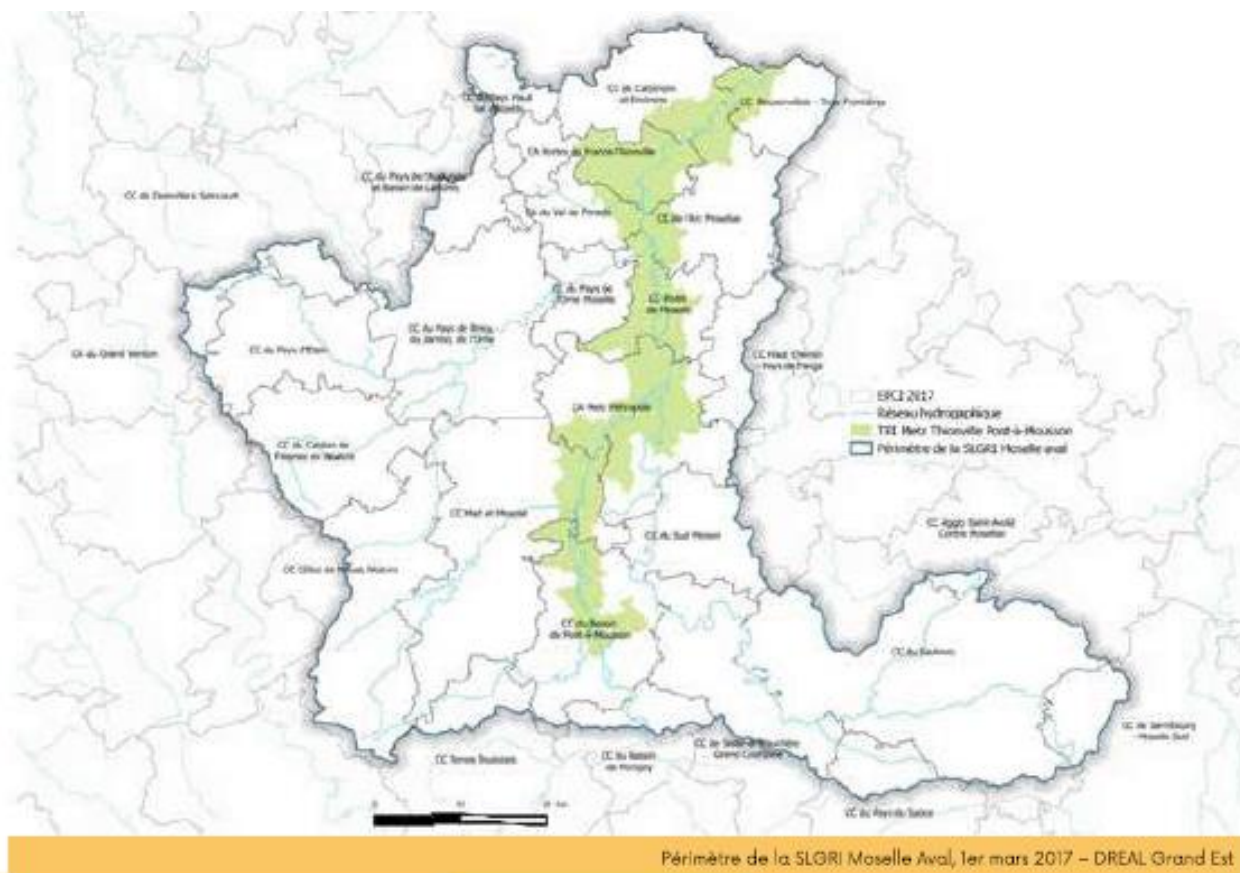 CC de Cattenom
et Environs
CC Bouzonvillois - Trois Frontières
CC du Pays Haut
CA Portes de France-Thionville
CC de Damvillers Spincourt
CC du Pays de
et Bassin de Landres
CA du Val de Fensch
CC de l'Arc Mosellan
CC du Pays de
l'Orne Moselle
CC Rives
de Moselle
CC du Pays de Briey,
du Jarnisy, de l'Orne
CA du Grand Verdun
CC du Pays d'Etain
CC Haut Chemin
Pays de Pange
CA Metz Métropole
EPCI 2017
Réseau hydrographique
TRI Metz Thionville Pont-à-Mousson
Périmètre de la SLGRI Moselle aval
CC du Canton de
Fresnes en Woëvre
CC Mad et Moselle
CC du Sud Messin
CC Agglo Saint-Avold
Centre Mosellan
CC Côtes de Meuse
CC du Bassin
de Pont-à-Mousson
CC du Saulnois
CC de Sarrebourg
Moselle Sud
CC Terres Touloises
CC du Bassin
de Pompey
CC de Seille et
Grand Couronné
CC du Pays du Sânon
Périmètre de la SLGRI Moselle Aval, 1er mars 2017 – DREAL Grand Est